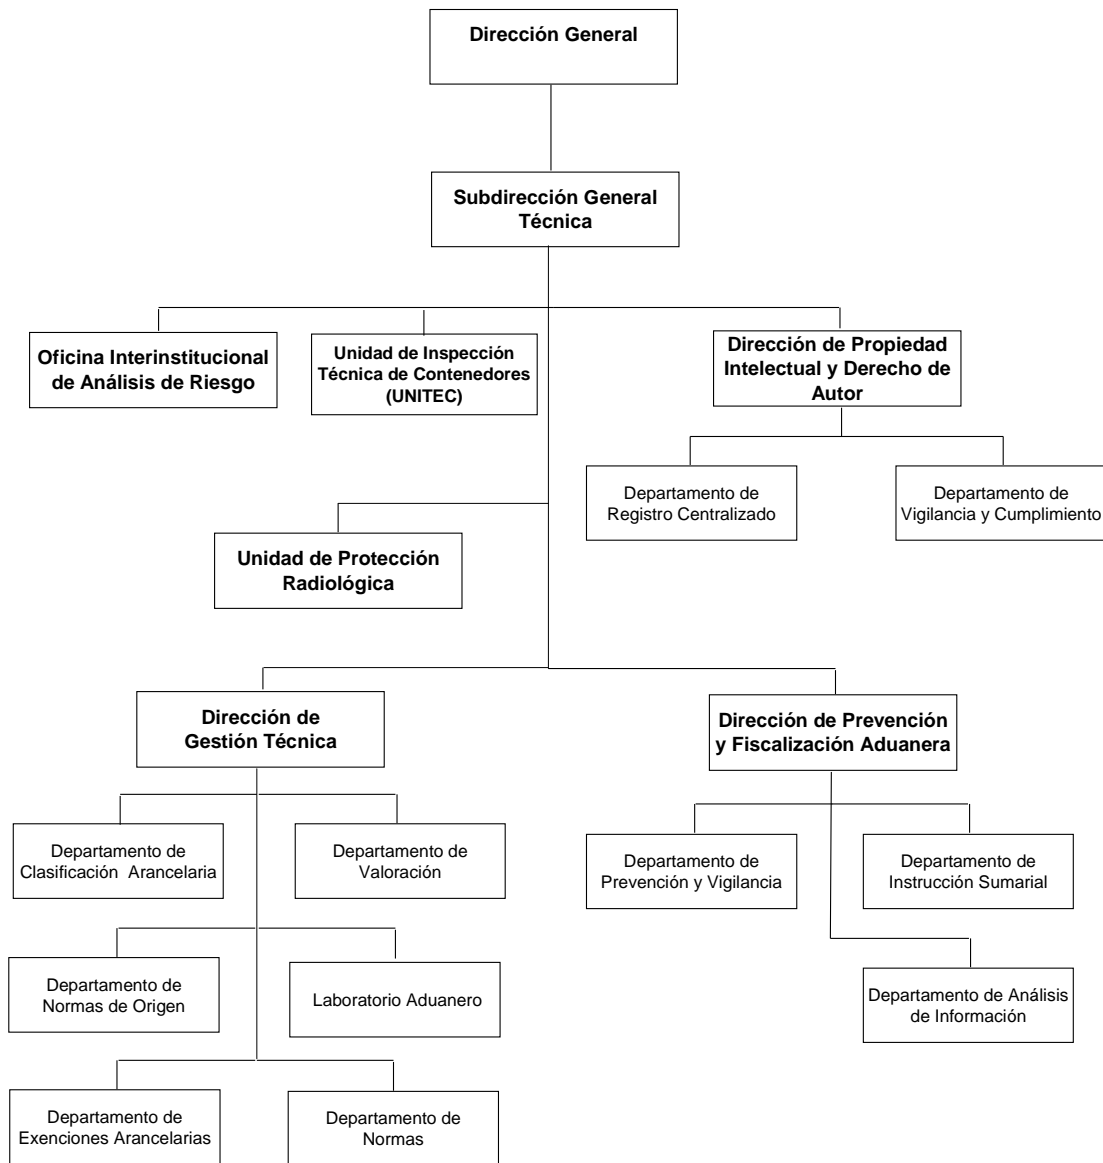 Dirección General
Subdirección General
Técnica
Oficina Interinstitucional
de Análisis de Riesgo
Unidad de Inspección
Técnica de Contenedores
(UNITEC)
Dirección de Propiedad
Intelectual y Derecho de
Autor
Departamento de
Registro Centralizado
Departamento de
Vigilancia y Cumplimiento
Unidad de Protección
Radiológica
Dirección de
Gestión Técnica
Dirección de Prevención
y Fiscalización Aduanera
Departamento de
Clasificación Arancelaria
Departamento de
Valoración
Departamento de
Prevención y Vigilancia
Departamento de
Instrucción Sumarial
Departamento de
Normas de Origen
Laboratorio Aduanero
Departamento de Análisis
de Información
Departamento de
Exenciones Arancelarias
Departamento de
Normas